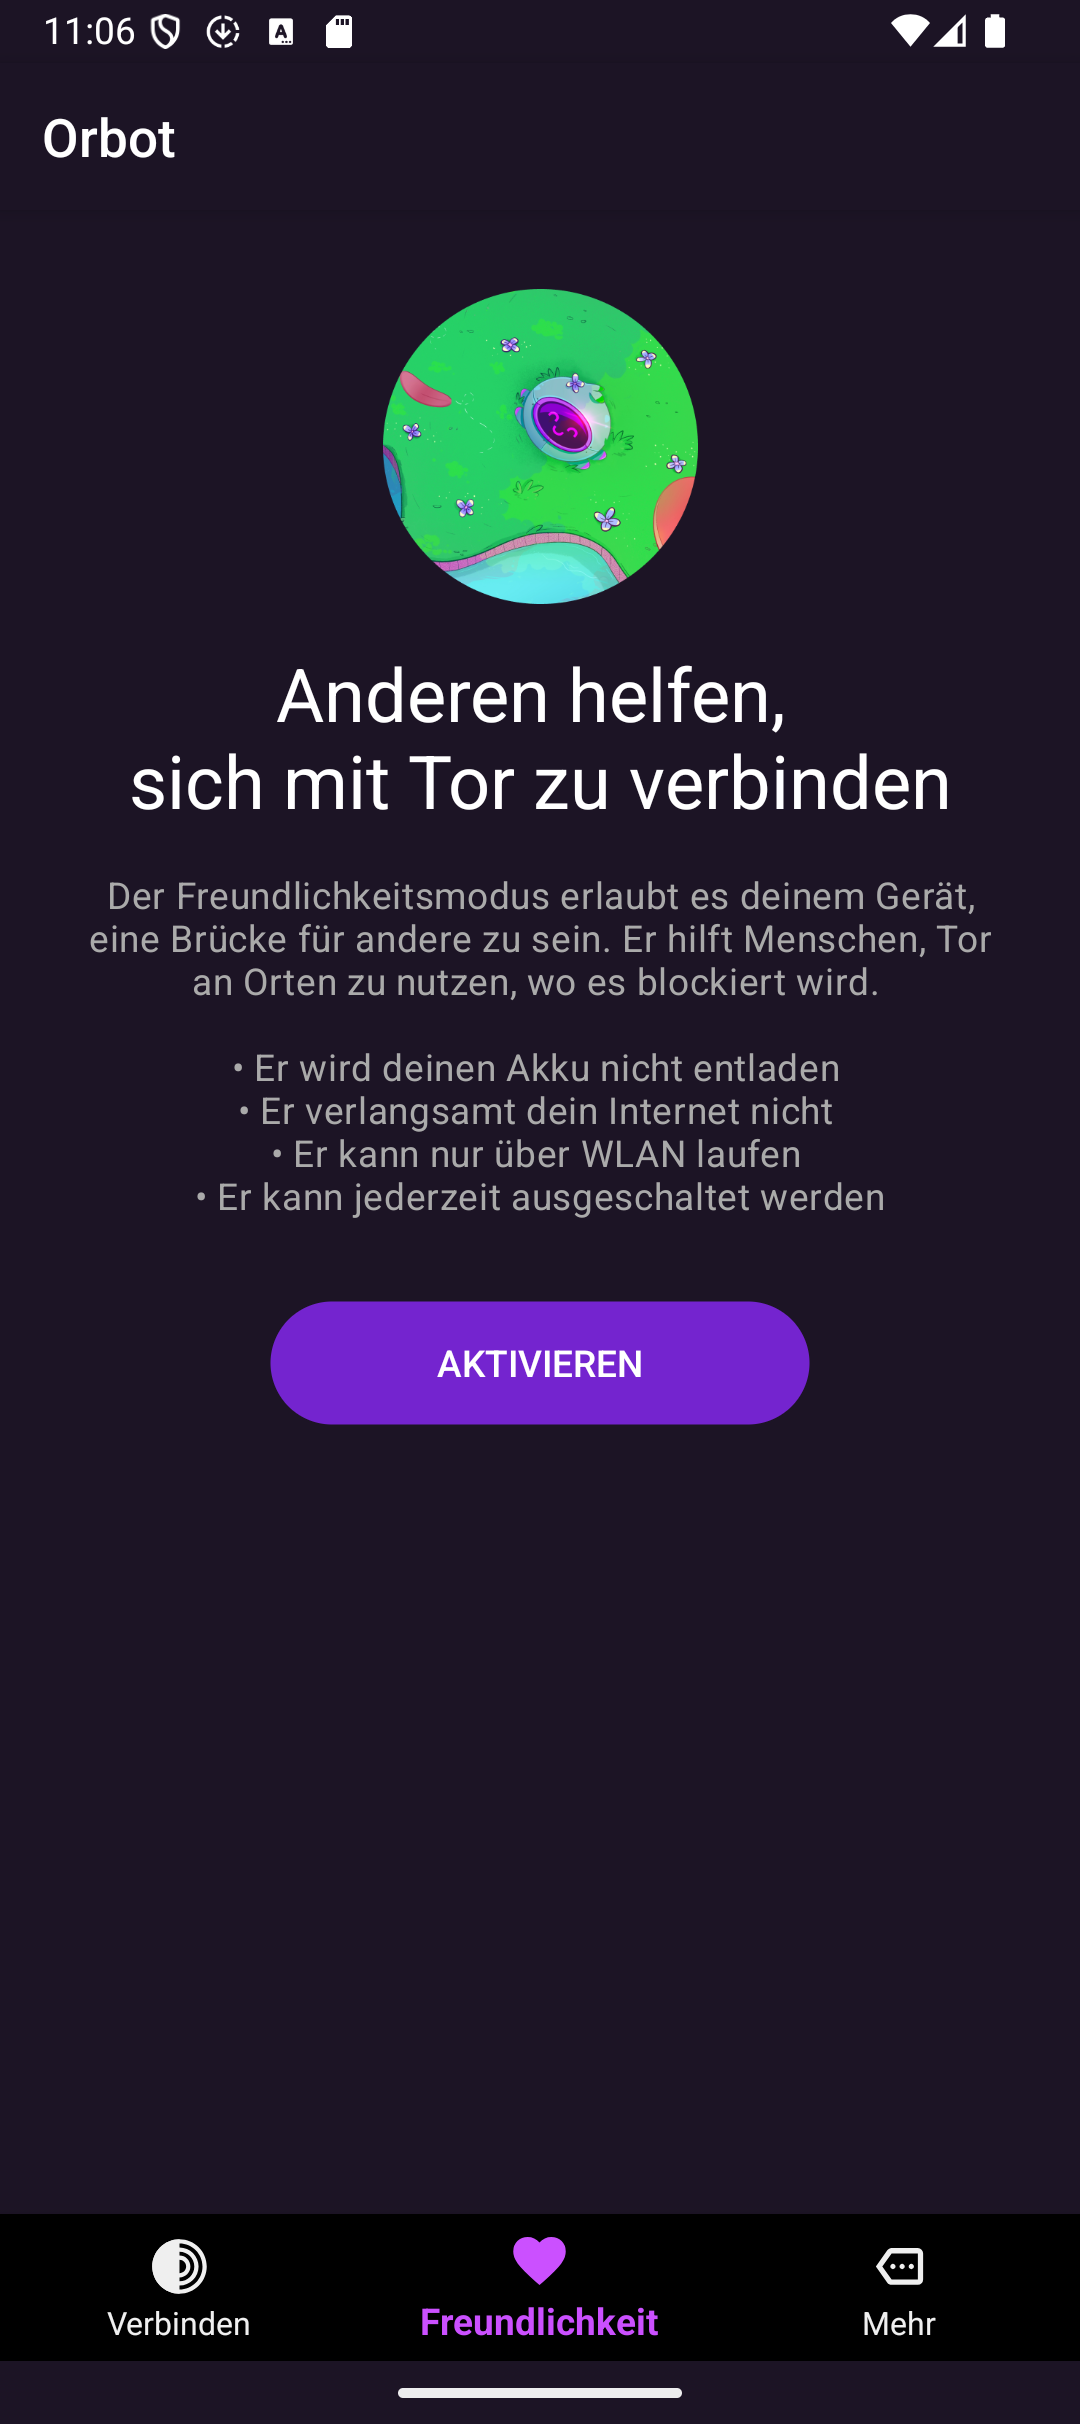 11:06
Orbot
Anderen helfen,
sich mit Tor zu verbinden
Der Freundlichkeitsmodus erlaubt es deinem Gerät,
eine Brücke für andere zu sein. Er hilft Menschen, Tor
an Orten zu nutzen, wo es blockiert wird.
• Er wird deinen Akku nicht entladen
• Er verlangsamt dein Internet nicht
• Er kann nur über WLAN laufen
• Er kann jederzeit ausgeschaltet werden
AKTIVIEREN
Verbinden
Freundlichkeit
Mehr